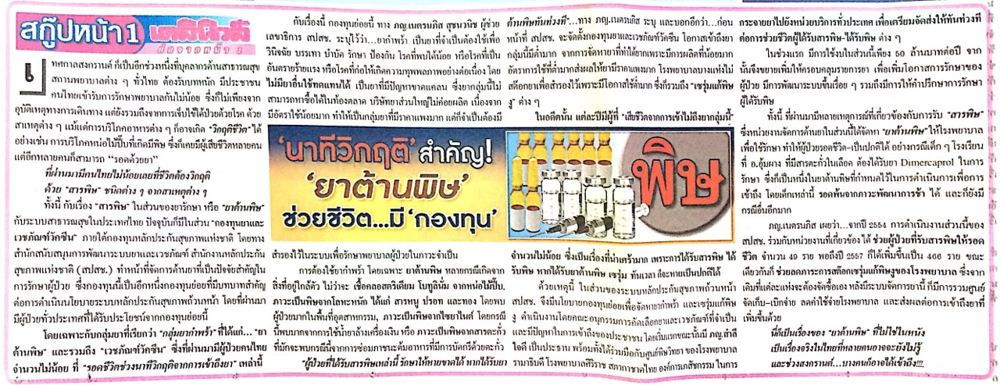 สกู๊ปหน้า 1 เดลินิวส์
ต่อจากหน้า 1
เทศกาลสงกรานต์ ก็เป็นอีกช่วงหนึ่งที่บุคลากรด้านสาธารณสุข
สถานพยาบาลต่าง ๆ ทั่วไทย ต้องรับบทหนัก มีประชาชน
คนไทยเข้ารับการรักษาพยาบาลกันไม่น้อย ซึ่งก็ไม่เพียงจาก
อุบัติเหตุทางการเดินทาง แต่ยังรวมถึงจากการเจ็บไข้ได้ป่วยด้วยโรค ด้วย
สาเหตุต่าง ๆ แม้แต่การบริโภคอาหารต่าง ๆ ก็อาจเกิด “วิกฤติชีวิต” ได้
อย่างเช่น การบริโภคหน่อไม้ปี๊บที่เกิดมีพิษ ซึ่งก็เคยมีผู้เสียชีวิตหลายคน
แต่อีกหลายคนก็สามารถ “รอดด้วยยา”
ที่ผ่านมามีคนไทยไม่น้อยเลยที่ชีวิตต้องวิกฤติ
ด้วย “สารพิษ” ชนิดต่าง ๆ จากสาเหตุต่าง ๆ
ทั้งนี้ กับเรื่อง “สารพิษ” ในส่วนของยารักษา หรือ “ยาต้านพิษ”
กับระบบสาธารณสุขในประเทศไทย ปัจจุบันก็มีในส่วน “กองทุนยาและ
เวชภัณฑ์วัคซีน” ภายใต้กองทุนหลักประกันสุขภาพแห่งชาติ โดยทาง
สำนักสนับสนุนการพัฒนาระบบยาและเวชภัณฑ์ สำนักงานหลักประกัน
สุขภาพแห่งชาติ (สปสช.) ทำหน้าที่จัดการด้านยาที่เป็นปัจจัยสำคัญใน
การรักษาผู้ป่วย ซึ่งกองทุนนี้เป็นอีกหนึ่งกองทุนย่อยที่มีบทบาทสำคัญ
ต่อการดำเนินนโยบายระบบหลักประกันสุขภาพถ้วนหน้า โดยที่ผ่านมา
มีผู้ป่วยทั่วประเทศที่ได้รับประโยชน์จากกองทุนย่อยนี้
โดยเฉพาะกับกลุ่มยาที่เรียกว่า “กลุ่มยากำพร้า” ที่ได้แก่... “ยา
ต้านพิษ” และรวมถึง “เวชภัณฑ์วัคซีน” ซึ่งที่ผ่านมามีผู้ป่วยคนไทย
จำนวนไม่น้อย ที่ “รอดชีวิตช่วงนาทีวิกฤติจากการเข้าถึงยา” เหล่านี้
กับเรื่องนี้ กองทุนย่อยนี้ ทาง ภญ.เนตรนภิส สุชนวนิช ผู้ช่วย
เลขาธิการ สปสช. ระบุไว้ว่า...ยากำพร้า เป็นยาที่จำเป็นต้องใช้เพื่อ
วินิจฉัย บรรเทา บำบัด รักษา ป้องกัน โรคที่พบได้น้อย หรือโรคที่เป็น
อันตรายร้ายแรง หรือโรคที่ก่อให้เกิดความทุพพลภาพอย่างต่อเนื่อง โดย
ไม่มียาอื่นใช้ทดแทนได้ เป็นยาที่มีปัญหาขาดแคลน ซึ่งยากลุ่มนี้ไม่
สามารถหาซื้อได้ในท้องตลาด บริษัทยาส่วนใหญ่ไม่ค่อยผลิต เนื่องจาก
มีอัตราใช้น้อยมาก ทำให้เป็นกลุ่มยาที่มีราคาแพงมาก แต่ก็จำเป็นต้องมี
‘นาทีวิกฤติ’ สำคัญ!
‘ยาต้านพิษ’
ช่วยชีวิต...มี ‘กองทุน’
พิษ
สำรองไว้ในระบบเพื่อรักษาพยาบาลผู้ป่วยในภาวะจำเป็น
การต้องใช้ยากำพร้า โดยเฉพาะ ยาต้านพิษ หลายกรณีเกิดจาก
สิ่งที่อยู่ใกล้ตัว ไม่ว่าจะ เชื้อคลอสตริเดียม โบทูลินั่ม จากหน่อไม้ปี๊บ,
ภาวะเป็นพิษจากโลหะหนัก ได้แก่ สารหนู ปรอท และทอง โดยพบ
ผู้ป่วยมากในพื้นที่อุตสาหกรรม, ภาวะเป็นพิษจากไซยาไนด์ โดยกรณี
นี้พบมากจากการใช้น้ำยาล้างเครื่องเงิน หรือ ภาวะเป็นพิษจากสารตะกั่ว
ที่มักจะพบกรณีนี้จากการซ่อมภาชนะต้มอาหารที่มีการบัดกรีด้วยตะกั่ว
“ผู้ป่วยที่ได้รับสารพิษเหล่านี้ รักษาให้หายขาดได้ หากได้รับยา
ต้านพิษทันท่วงที”... ทาง ภญ.เนตรนภิส ระบุ และบอกอีกว่า...ก่อน
หน้าที่ สปสช. จะจัดตั้งกองทุนยาและเวชภัณฑ์วัคซีน โอกาสเข้าถึงยา
กลุ่มนี้มีต่ำมาก จากการจัดหายาที่ทำได้ยากเพราะมีการผลิตที่น้อยมาก
อัตราการใช้ที่ต่ำมากส่งผลให้ยามีราคาแพงมาก โรงพยาบาลบางแห่งไม่
สต๊อกยาเพื่อสำรองไว้เพราะมีโอกาสใช้ต่ำมาก ซึ่งก็รวมถึง “เซรุ่มแก้พิษ
งู” ต่าง ๆ
ในอดีตนั้น แต่ละปีมีผู้ที่ “เสียชีวิตจากการเข้าไม่ถึงยากลุ่มนี้”
จำนวนไม่น้อย ซึ่งเป็นเรื่องที่น่าเศร้ามาก เพราะการได้รับสารพิษ ได้
รับพิษ หากได้รับยาต้านพิษ เซรุ่ม ทันเวลา ก็จะหายเป็นปกติได้
ด้วยเหตุนี้ ในส่วนของระบบหลักประกันสุขภาพถ้วนหน้า
สปสช. จึงมีนโยบายกองทุนย่อยเพื่อจัดหายากำพร้า และเซรุ่มแก้พิษ
งู ดำเนินงานโดยคณะอนุกรรมการคัดเลือกยาและเวชภัณฑ์ที่จำเป็น
และมีปัญหาในการเข้าถึงของประชาชน โดยเริ่มแรกขณะนั้นมี ภญ.สำลี
ใจดี เป็นประธาน พร้อมทั้งได้ร่วมมือกับศูนย์พิษวิทยา ของโรงพยาบาล
รามาธิบดี โรงพยาบาลศิริราช สภากาชาดไทย องค์การเภสัชกรรม ในการ
กระจายยาไปยังหน่วยบริการทั่วประเทศ เพื่อเตรียมจัดส่งให้ทันท่วงที
ต่อการช่วยชีวิตผู้ได้รับสารพิษ-ได้รับพิษ ต่าง ๆ
ในช่วงแรก มีการใช้งบในส่วนนี้เพียง 50 ล้านบาทต่อปี จาก
นั้นจึงขยายเพิ่มให้ครอบคลุมรายการยา เพื่อเพิ่มโอกาสการรักษาของ
ผู้ป่วย มีการพัฒนาระบบขึ้นเรื่อย ๆ รวมถึงมีการให้คำปรึกษาการรักษา
ผู้ได้รับพิษ
ทั้งนี้ ที่ผ่านมามีหลายเหตุการณ์ที่เกี่ยวข้องกับการรับ “สารพิษ”
ซึ่งหน่วยงานจัดการด้านยาในส่วนนี้ได้จัดหา “ยาต้านพิษ” ให้โรงพยาบาล
เพื่อใช้รักษา ทำให้ผู้ป่วยรอดชีวิต-เป็นปกติได้ อย่างกรณีเด็ก ๆ โรงเรียน
ที่ อ.อุ้มผาง ที่มีสารตะกั่วในเลือด ต้องได้รับยา Dimercaprol ในการ
รักษา ซึ่งก็เป็นหนึ่งในยาต้านพิษที่กำหนดไว้ในการดำเนินการเพื่อการ
เข้าถึง โดยเด็กเหล่านี้ รอดพ้นจากภาวะพัฒนาการช้า ได้ และก็ยังมี
กรณีอื่นอีกมาก
ภญ.เนตรนภิส เผยว่า...จากปี 2554 การดำเนินงานส่วนนี้ของ
สปสช. ร่วมกับหน่วยงานที่เกี่ยวข้อง ได้ ช่วยผู้ป่วยที่รับสารพิษให้รอด
ชีวิต จำนวน 49 ราย พอถึงปี 2557 ก็ได้เพิ่มขึ้นเป็น 466 ราย ขณะ
เดียวกันก็ ช่วยลดภาระการสต๊อกเซรุ่มแก้พิษงูของโรงพยาบาล ซึ่งจาก
เดิมที่แต่ละแห่งจะต้องจัดซื้อเอง หลังมีระบบจัดการยานี้ ก็มีการรวมศูนย์
จัดเก็บ-เบิกจ่าย ลดค่าใช้จ่ายโรงพยาบาล และส่งผลต่อการเข้าถึงยาที่
เพิ่มขึ้นด้วย
นี่ก็เป็นเรื่องของ “ยาต้านพิษ” ที่ไม่ใช่ในหนัง
เป็นเรื่องจริงในไทยที่หลายคนอาจจะยังไม่รู้
และช่วงสงกรานต์...บางคนก็อาจได้เข้าถึง!!!.